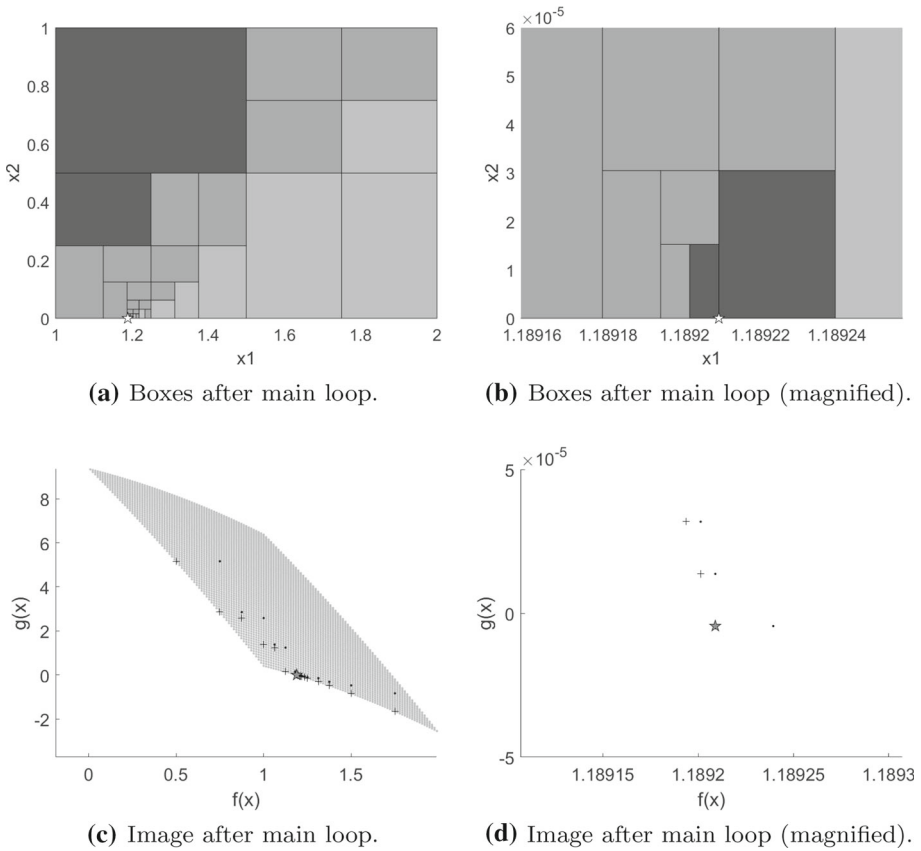 1
0.8
0.6
0.4
0.2
0
x2
1 1.2 1.4 1.6 1.8 2
x1
×10⁻⁵
6
5
4
3
2
1
0
x2
1.18916 1.18918 1.1892 1.18922 1.18924
x1
(a) Boxes after main loop.
(b) Boxes after main loop (magnified).
8
6
4
2
0
-2
g(x)
0 0.5 1 1.5
f(x)
×10⁻⁵
5
0
-5
g(x)
1.18915 1.1892 1.18925 1.1893
f(x)
(c) Image after main loop.
(d) Image after main loop (magnified).